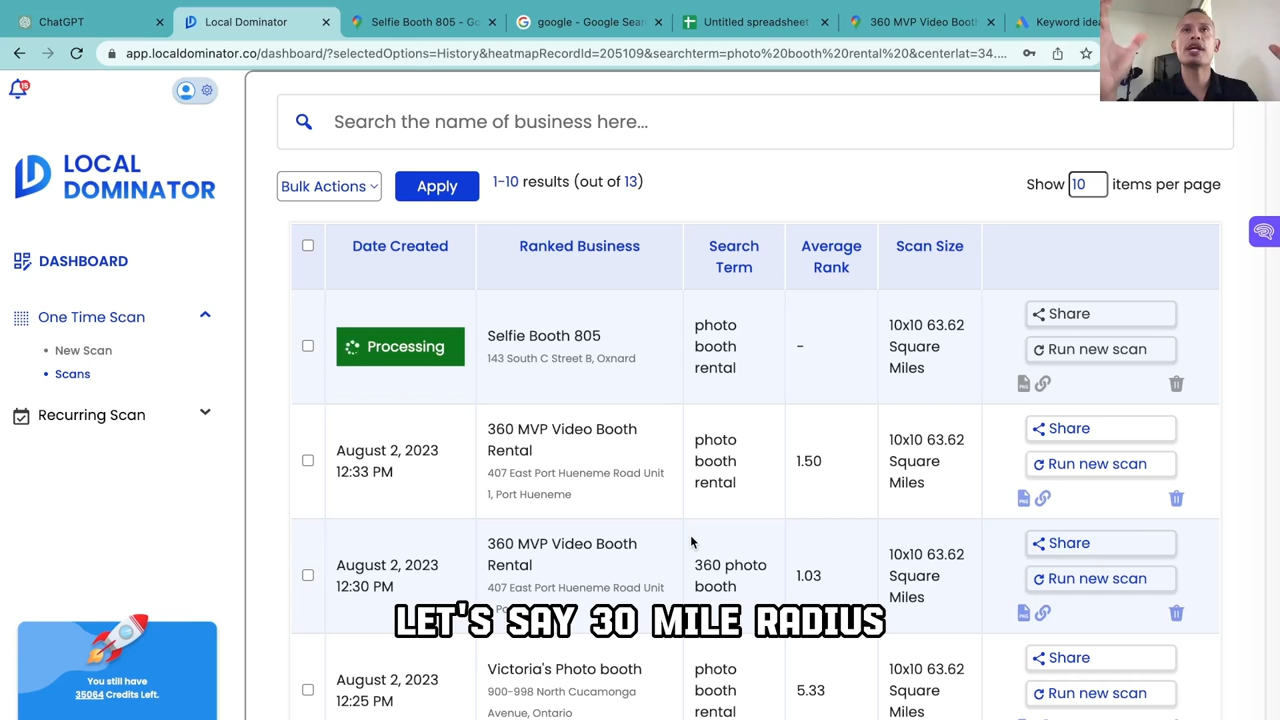 ChatGPT
Local Dominator
Selfie Booth 805 - Go
google - Google Sear
Untitled spreadsheet
360 MVP Video Booth
Keyword idea
app.localdominator.co/dashboard/?selectedOptions=History&heatmapRecordId=205109&searchterm=photo%20booth%20rental%20&centerlat=34....
15
LOCAL
DOMINATOR
Search the name of business here...
Bulk Actions
Apply
1-10 results (out of 13)
Show 10 items per page
DASHBOARD
One Time Scan
New Scan
Scans
Recurring Scan
Date Created
Ranked Business
Search
Term
Average
Rank
Scan Size
Processing
Selfie Booth 805
143 South C Street B, Oxnard
photo
booth
rental
-
10x10 63.62
Square
Miles
Share
Run new scan
August 2, 2023
12:33 PM
360 MVP Video Booth
Rental
407 East Port Hueneme Road Unit
1, Port Hueneme
photo
booth
rental
1.50
10x10 63.62
Square
Miles
Share
Run new scan
August 2, 2023
12:30 PM
360 MVP Video Booth
Rental
407 East Port Hueneme Road Unit
360 photo
booth
1.03
10x10 63.62
Square
Miles
Share
Run new scan
LET'S SAY 30 MILE RADIUS
August 2, 2023
12:25 PM
Victoria's Photo booth
900-998 North Cucamonga
Avenue, Ontario
photo
booth
rental
5.33
10x10 63.62
Square
Miles
Share
Run new scan
You still have
35064 Credits Left.